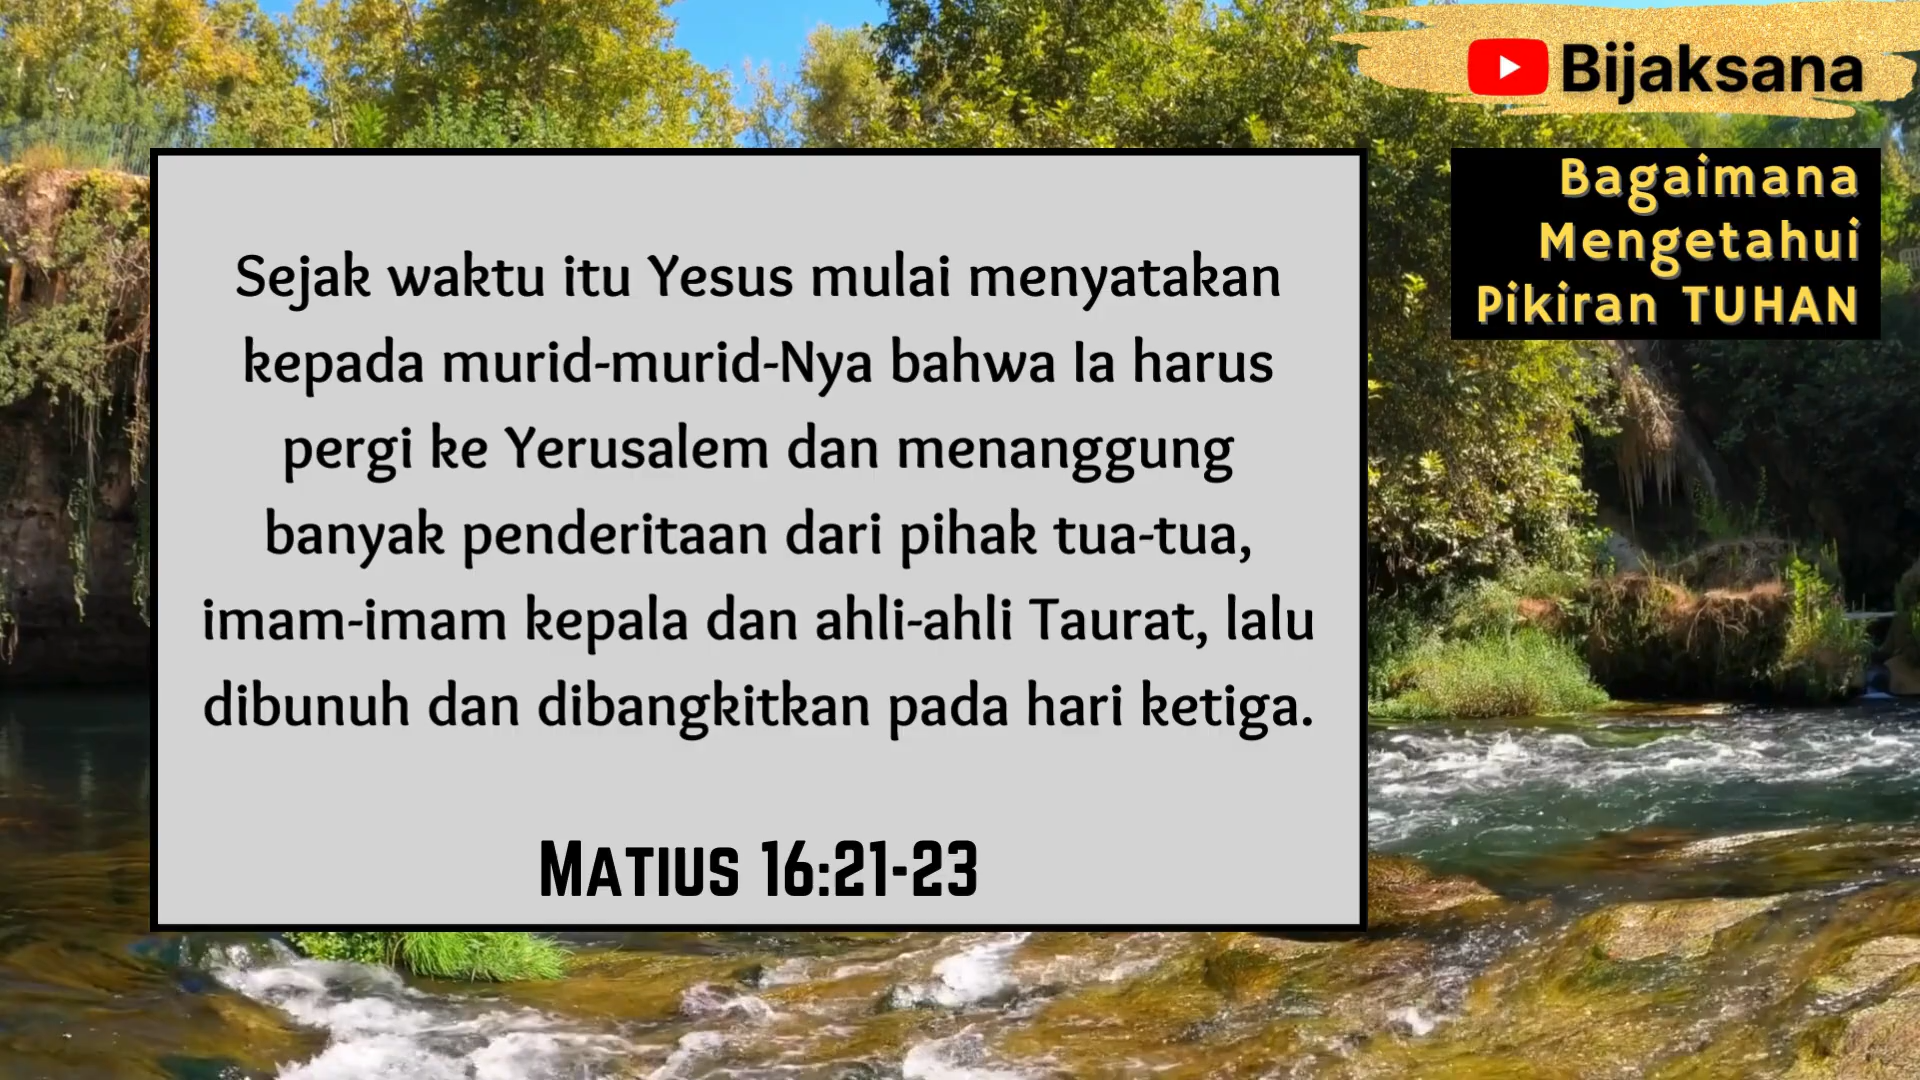 Bijaksana
Bagaimana
Mengetahui
Pikiran TUHAN
Sejak waktu itu Yesus mulai menyatakan
kepada murid-murid-Nya bahwa Ia harus
pergi ke Yerusalem dan menanggung
banyak penderitaan dari pihak tua-tua,
imam-imam kepala dan ahli-ahli Taurat, lalu
dibunuh dan dibangkitkan pada hari ketiga.
Matius 16:21-23